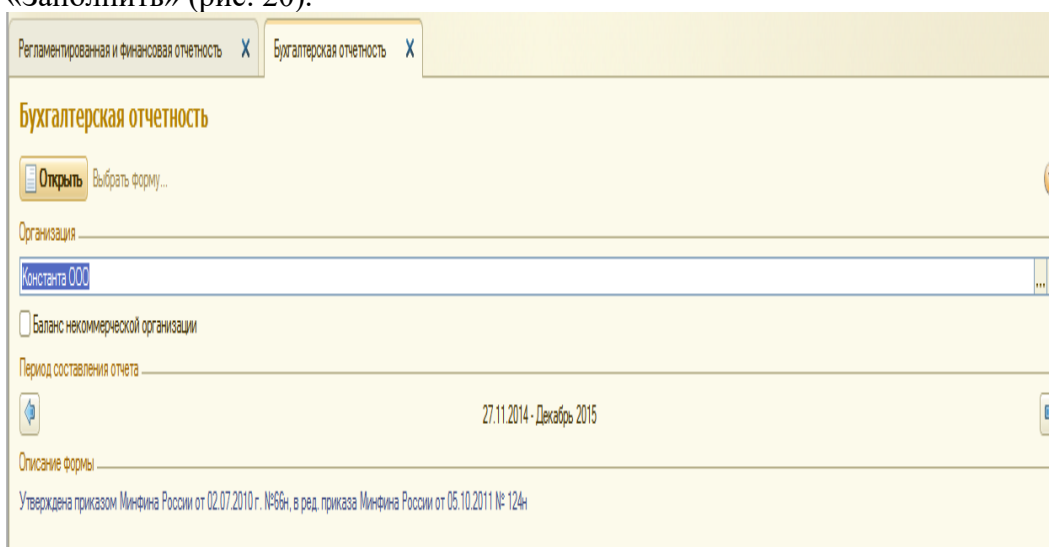 «Заполнить» (рис. 20).
Регламентированная и финансовая отчетность X Бухгалтерская отчетность X
Бухгалтерская отчетность
Открыть Выбрать форму...
Организация
Константа ООО ...
Баланс некоммерческой организации
Период составления отчета
27.11.2014 - Декабрь 2015
Описание формы
Утверждена приказом Минфина России от 02.07.2010 г. №66н, в ред. приказа Минфина России от 05.10.2011 № 124н